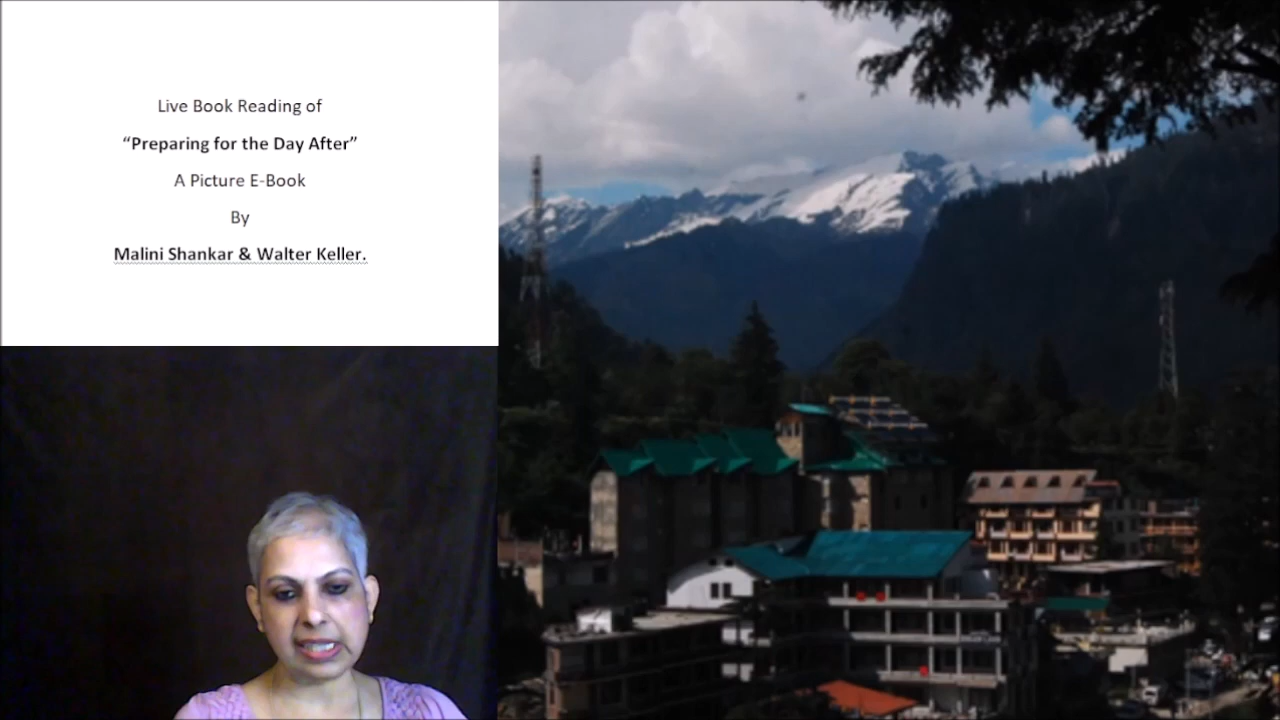 Live Book Reading of
“Preparing for the Day After”
A Picture E-Book
By
Malini Shankar & Walter Keller.